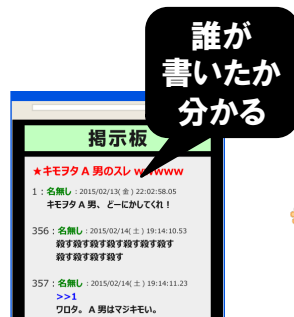 誰が
書いたか
分かる
掲示板
★キモヲタ A 男のスレ wwwww
1：名無し：2015/02/13( 金 ) 22:02:58.05
キモヲタ A 男、どーにかしてくれ！
356：名無し：2015/02/14( 土 ) 19:14:10.53
殺す殺す殺す殺す殺す殺す殺す
殺す殺す殺す殺す
357：名無し：2015/02/14( 土 ) 19:14:11.23
>>1
ワロタ。A 男はマジキモい。